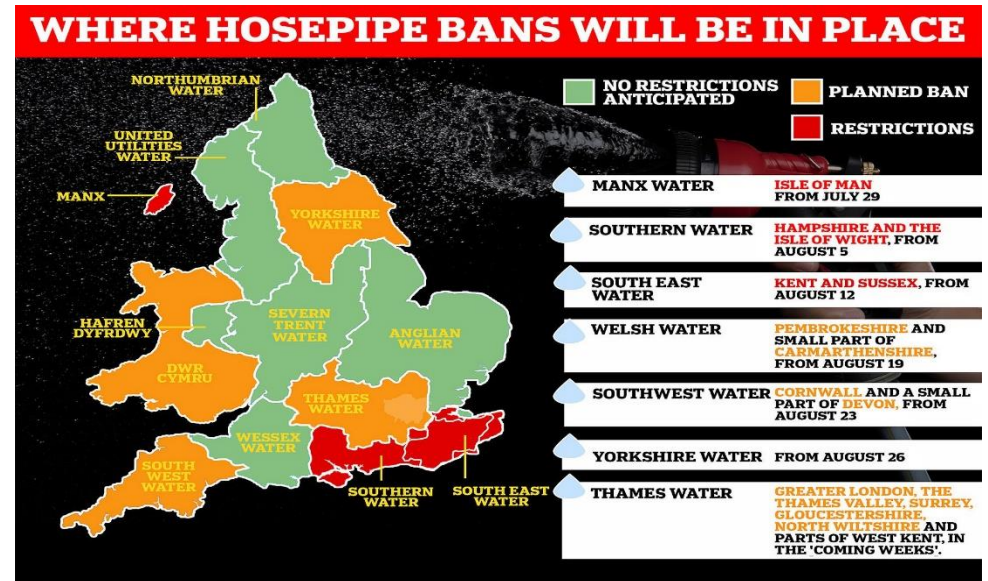 WHERE HOSEPIPE BANS WILL BE IN PLACE
NO RESTRICTIONS
ANTICIPATED
PLANNED BAN
RESTRICTIONS
NORTHUMBRIAN
WATER
UNITED
UTILITIES
WATER
MANX
YORKSHIRE
WATER
HAFREN
DYFRDWY
SEVERN
TRENT
WATER
ANGLIAN
WATER
DWR
CYMRU
THAMES
WATER
WESSEX
WATER
SOUTH
WEST
WATER
SOUTHERN
WATER
SOUTH EAST
WATER
MANX WATER
ISLE OF MAN
FROM JULY 29
SOUTHERN WATER
HAMPSHIRE AND THE
ISLE OF WIGHT, FROM
AUGUST 5
SOUTH EAST
WATER
KENT AND SUSSEX, FROM
AUGUST 12
WELSH WATER
PEMBROKESHIRE AND
SMALL PART OF
CARMARTHENSHIRE,
FROM AUGUST 19
SOUTHWEST WATER
CORNWALL AND A SMALL
PART OF DEVON, FROM
AUGUST 23
YORKSHIRE WATER
FROM AUGUST 26
THAMES WATER
GREATER LONDON, THE
THAMES VALLEY, SURREY,
GLOUCESTERSHIRE,
NORTH WILTSHIRE AND
PARTS OF WEST KENT, IN
THE 'COMING WEEKS'.